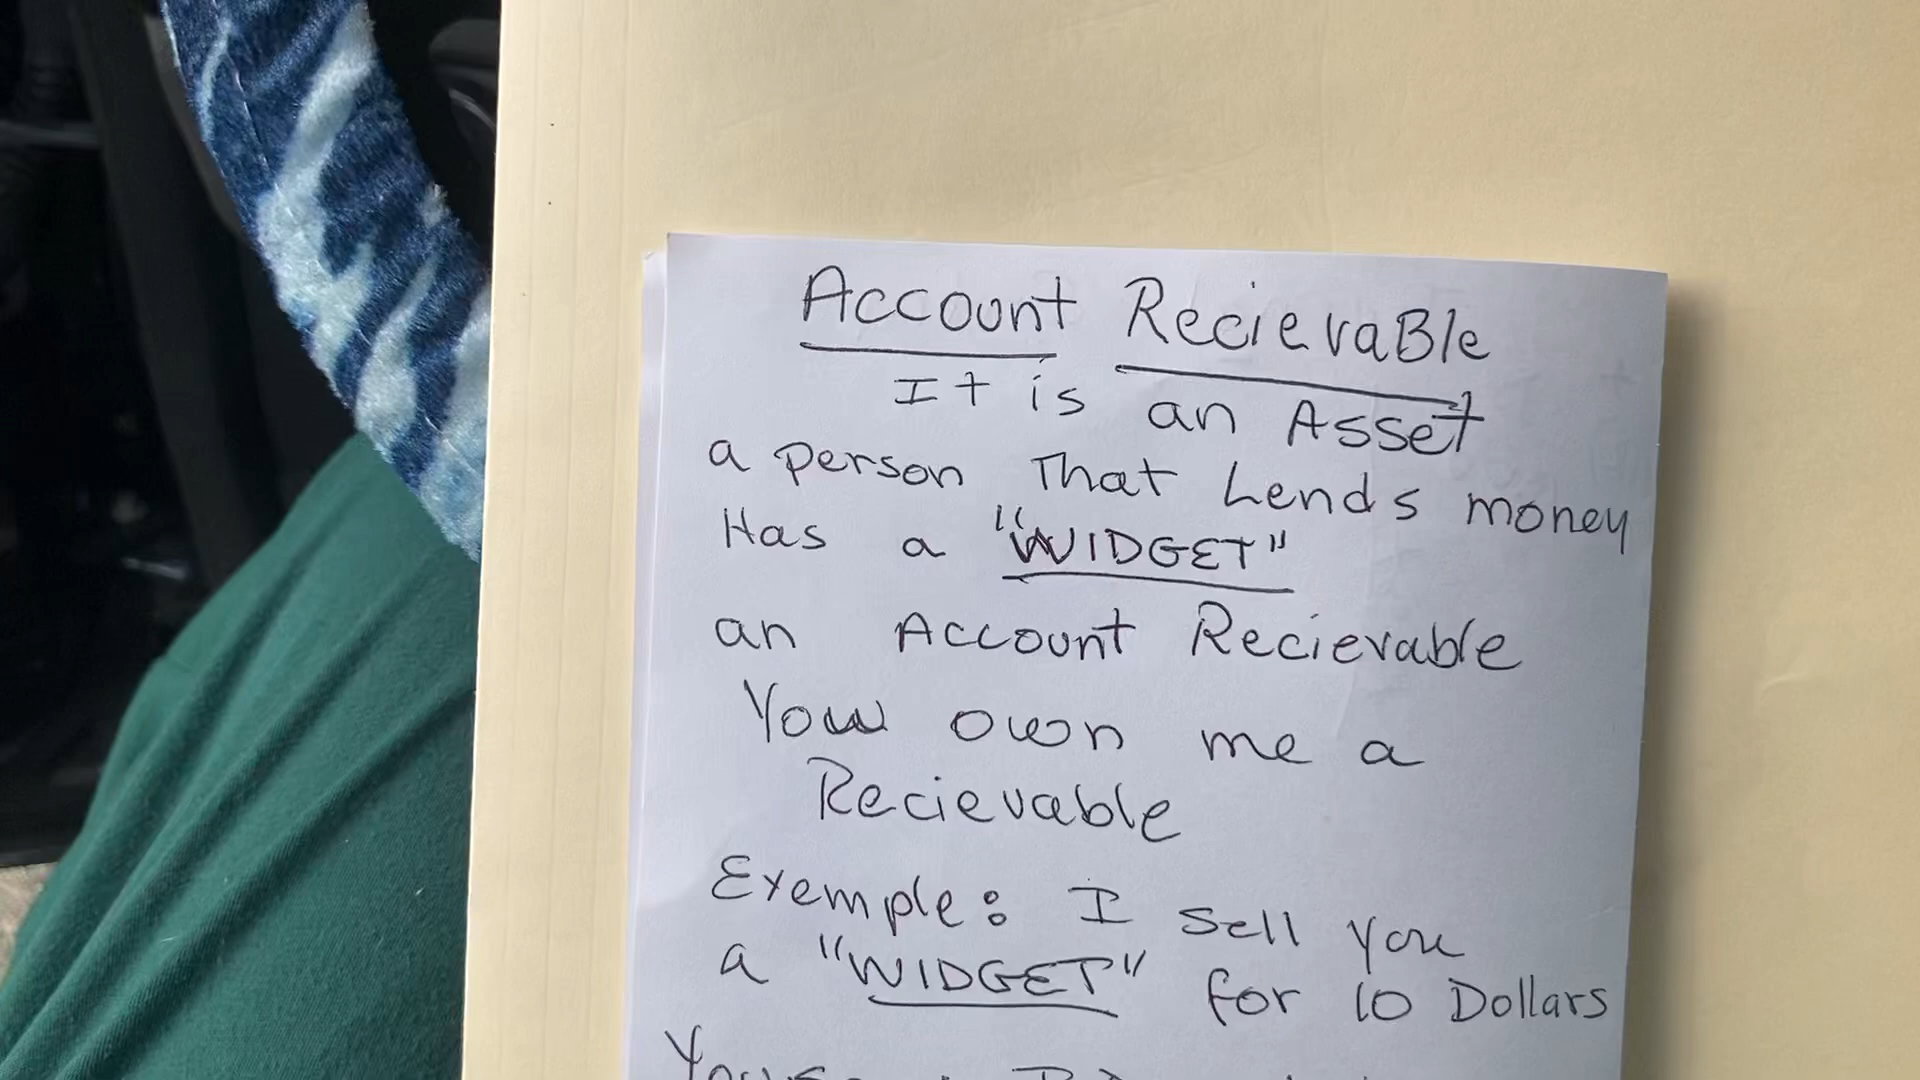 Account RecievaBle
It is an Asset
a person That Lends money
Has a "WIDGET"
an Account Recievable
You own me a
Recievable
Exemple: I sell you
a "WIDGET" for 10 Dollars